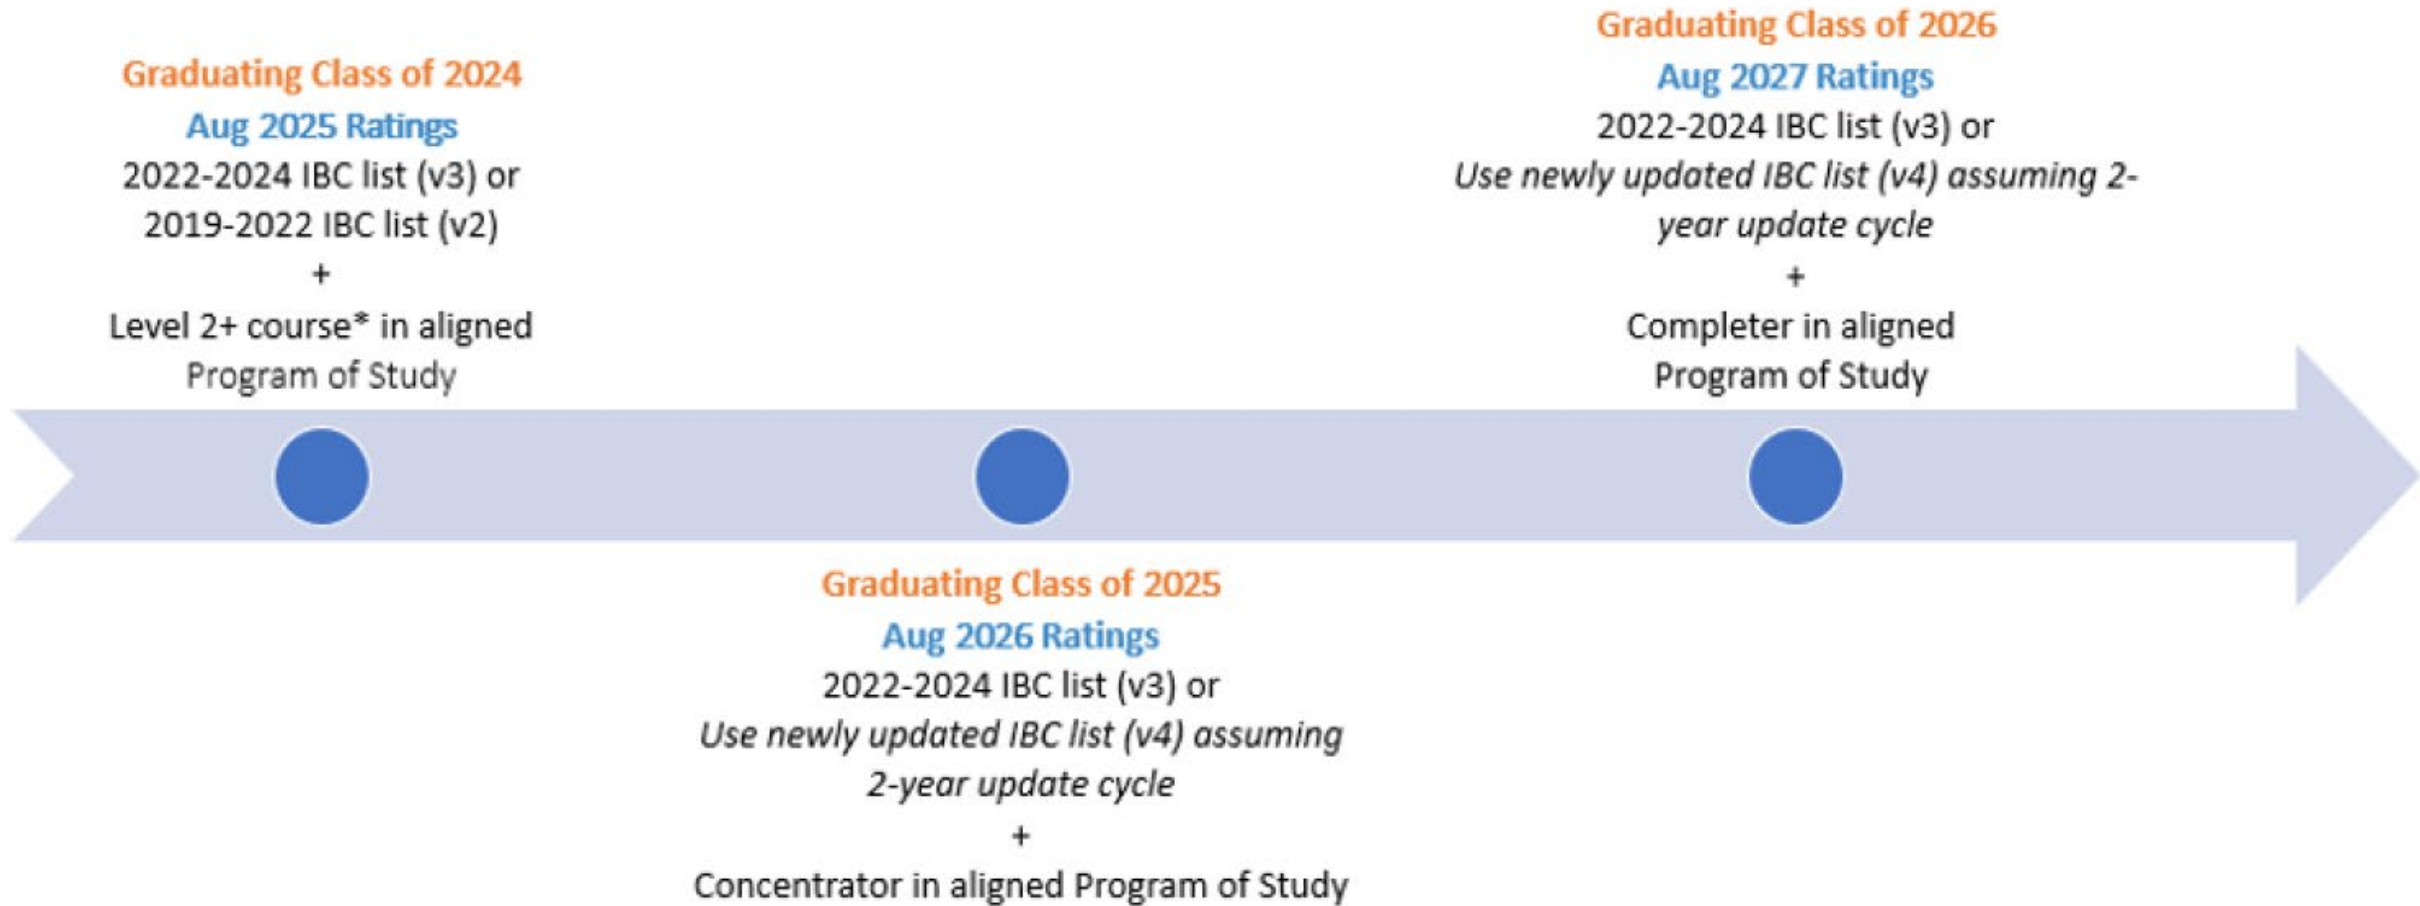 Graduating Class of 2024
Aug 2025 Ratings
2022-2024 IBC list (v3) or
2019-2022 IBC list (v2)
+
Level 2+ course* in aligned
Program of Study
Graduating Class of 2025
Aug 2026 Ratings
2022-2024 IBC list (v3) or
Use newly updated IBC list (v4) assuming
2-year update cycle
+
Concentrator in aligned Program of Study
Graduating Class of 2026
Aug 2027 Ratings
2022-2024 IBC list (v3) or
Use newly updated IBC list (v4) assuming 2-
year update cycle
+
Completer in aligned
Program of Study